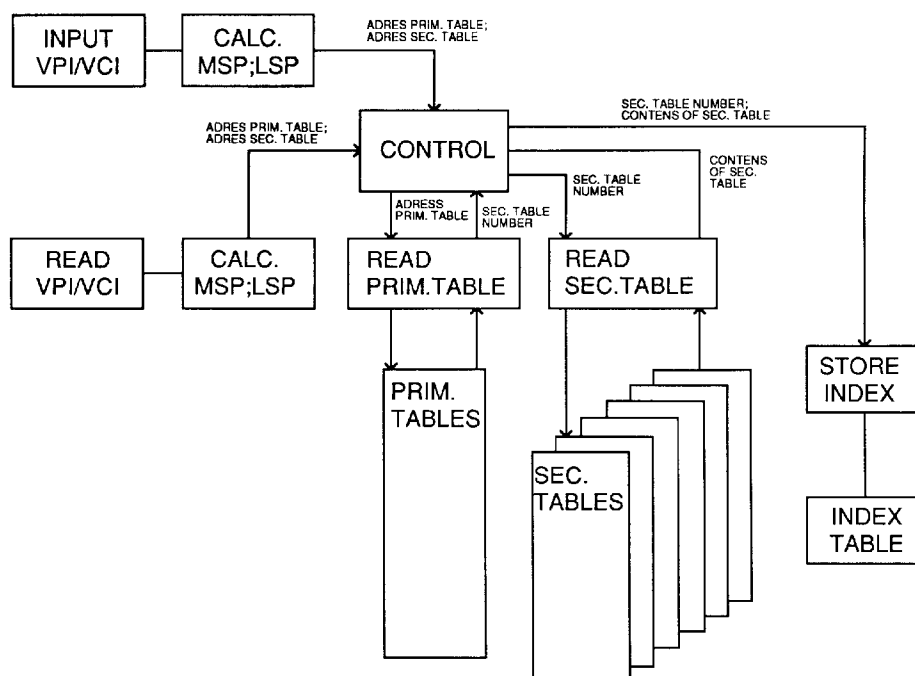 INPUT
VPI/VCI
CALC.
MSP;LSP
ADRES PRIM. TABLE;
ADRES SEC. TABLE
ADRES PRIM. TABLE;
ADRES SEC. TABLE
CONTROL
SEC. TABLE NUMBER;
CONTENS OF SEC. TABLE
CONTENS
OF SEC.
TABLE
SEC. TABLE
NUMBER
ADRESS
PRIM. TABLE
SEC. TABLE
NUMBER
READ
VPI/VCI
CALC.
MSP;LSP
READ
PRIM.TABLE
READ
SEC.TABLE
STORE
INDEX
PRIM.
TABLES
SEC.
TABLES
INDEX
TABLE